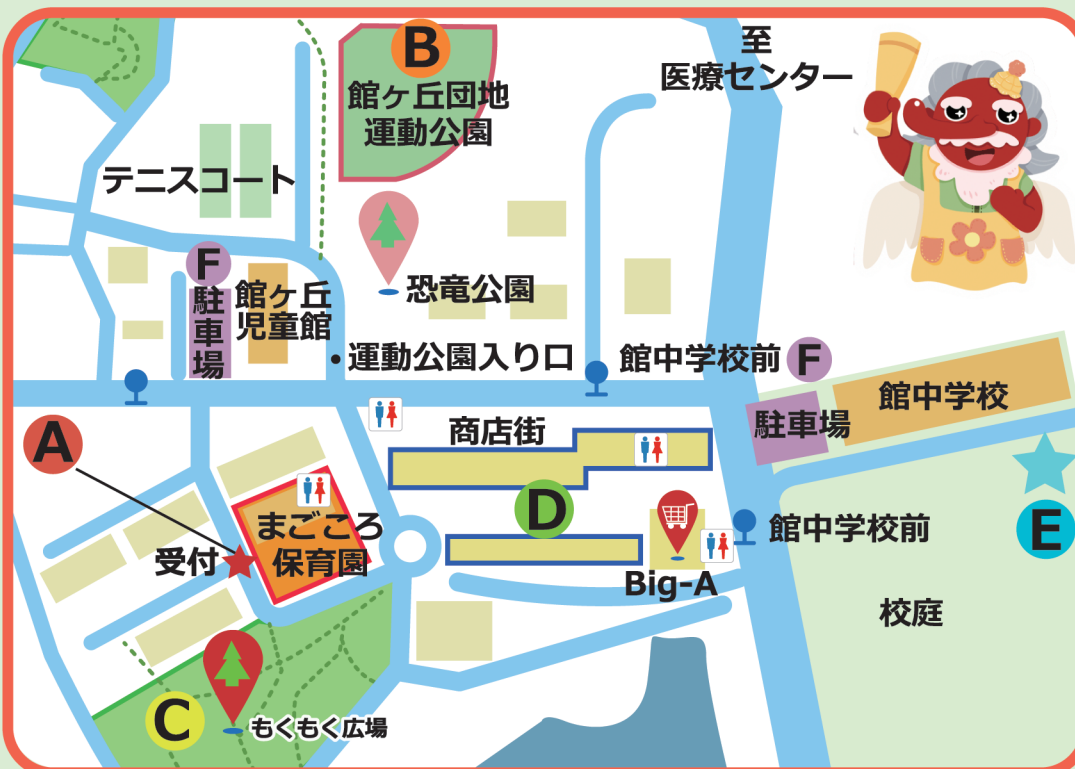 B
館ヶ丘団地
運動公園
至
医療センター
テニスコート
F
駐車場
館ヶ丘
児童館
恐竜公園
・運動公園入り口
館中学校前
F
駐車場
館中学校
A
商店街
D
まごころ
保育園
受付
Big-A
館中学校前
E
校庭
C
もくもく広場